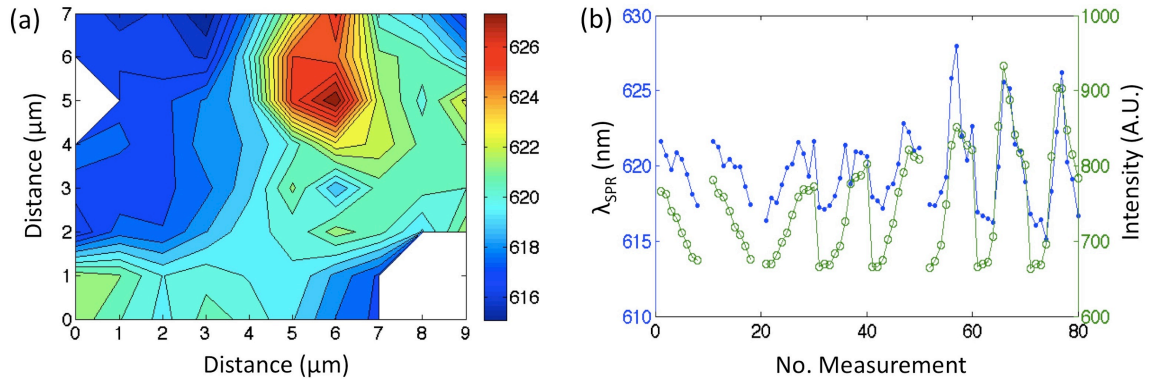 (a)
7
6
5
4
3
2
1
0
0 1 2 3 4 5 6 7 8 9
Distance (μm)
Distance (μm)
626
624
622
620
618
616
(b)
630
625
620
615
610
λSPR (nm)
0 20 40 60 80
No. Measurement
1000
900
800
700
600
Intensity (A.U.)